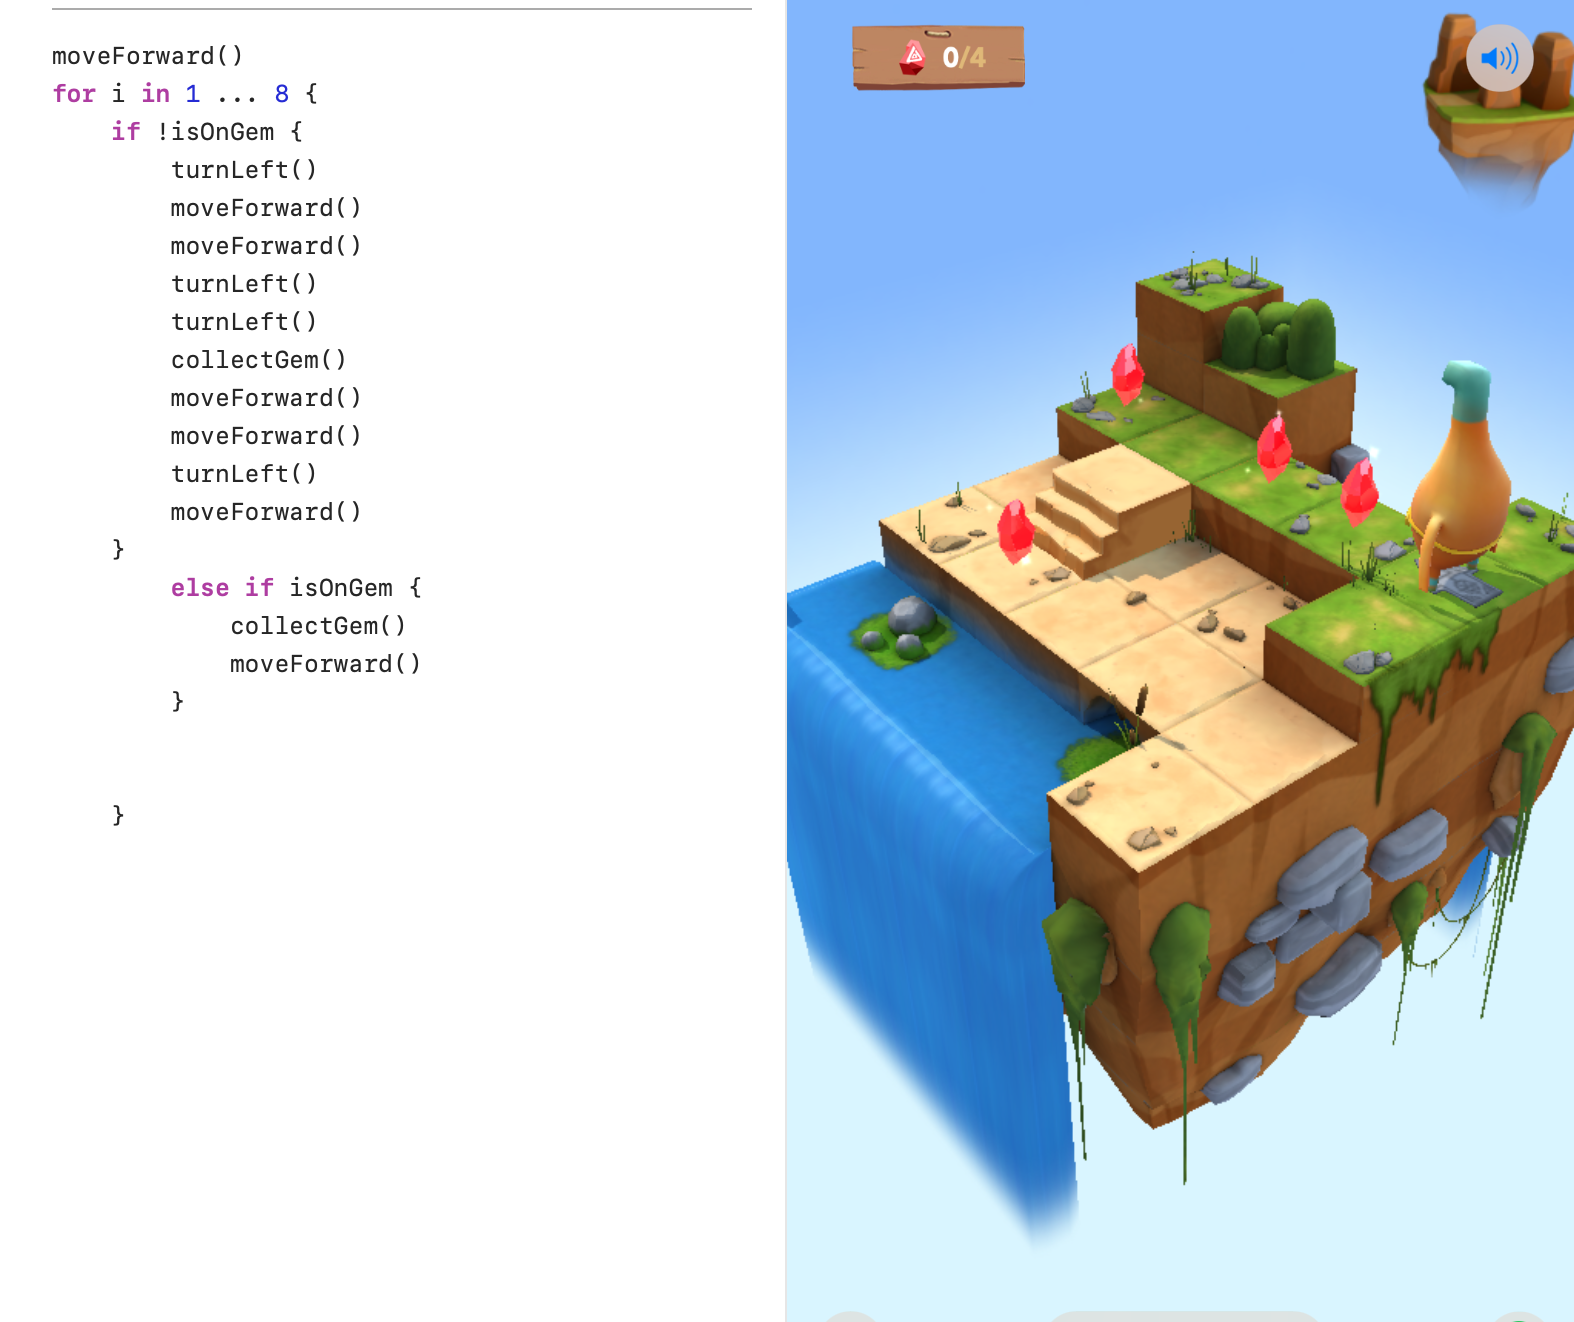 moveForward()
for i in 1 ... 8 {
    if !isOnGem {
        turnLeft()
        moveForward()
        moveForward()
        turnLeft()
        turnLeft()
        collectGem()
        moveForward()
        moveForward()
        turnLeft()
        moveForward()
    }
        else if isOnGem {
            collectGem()
            moveForward()
        }
    }
0/4